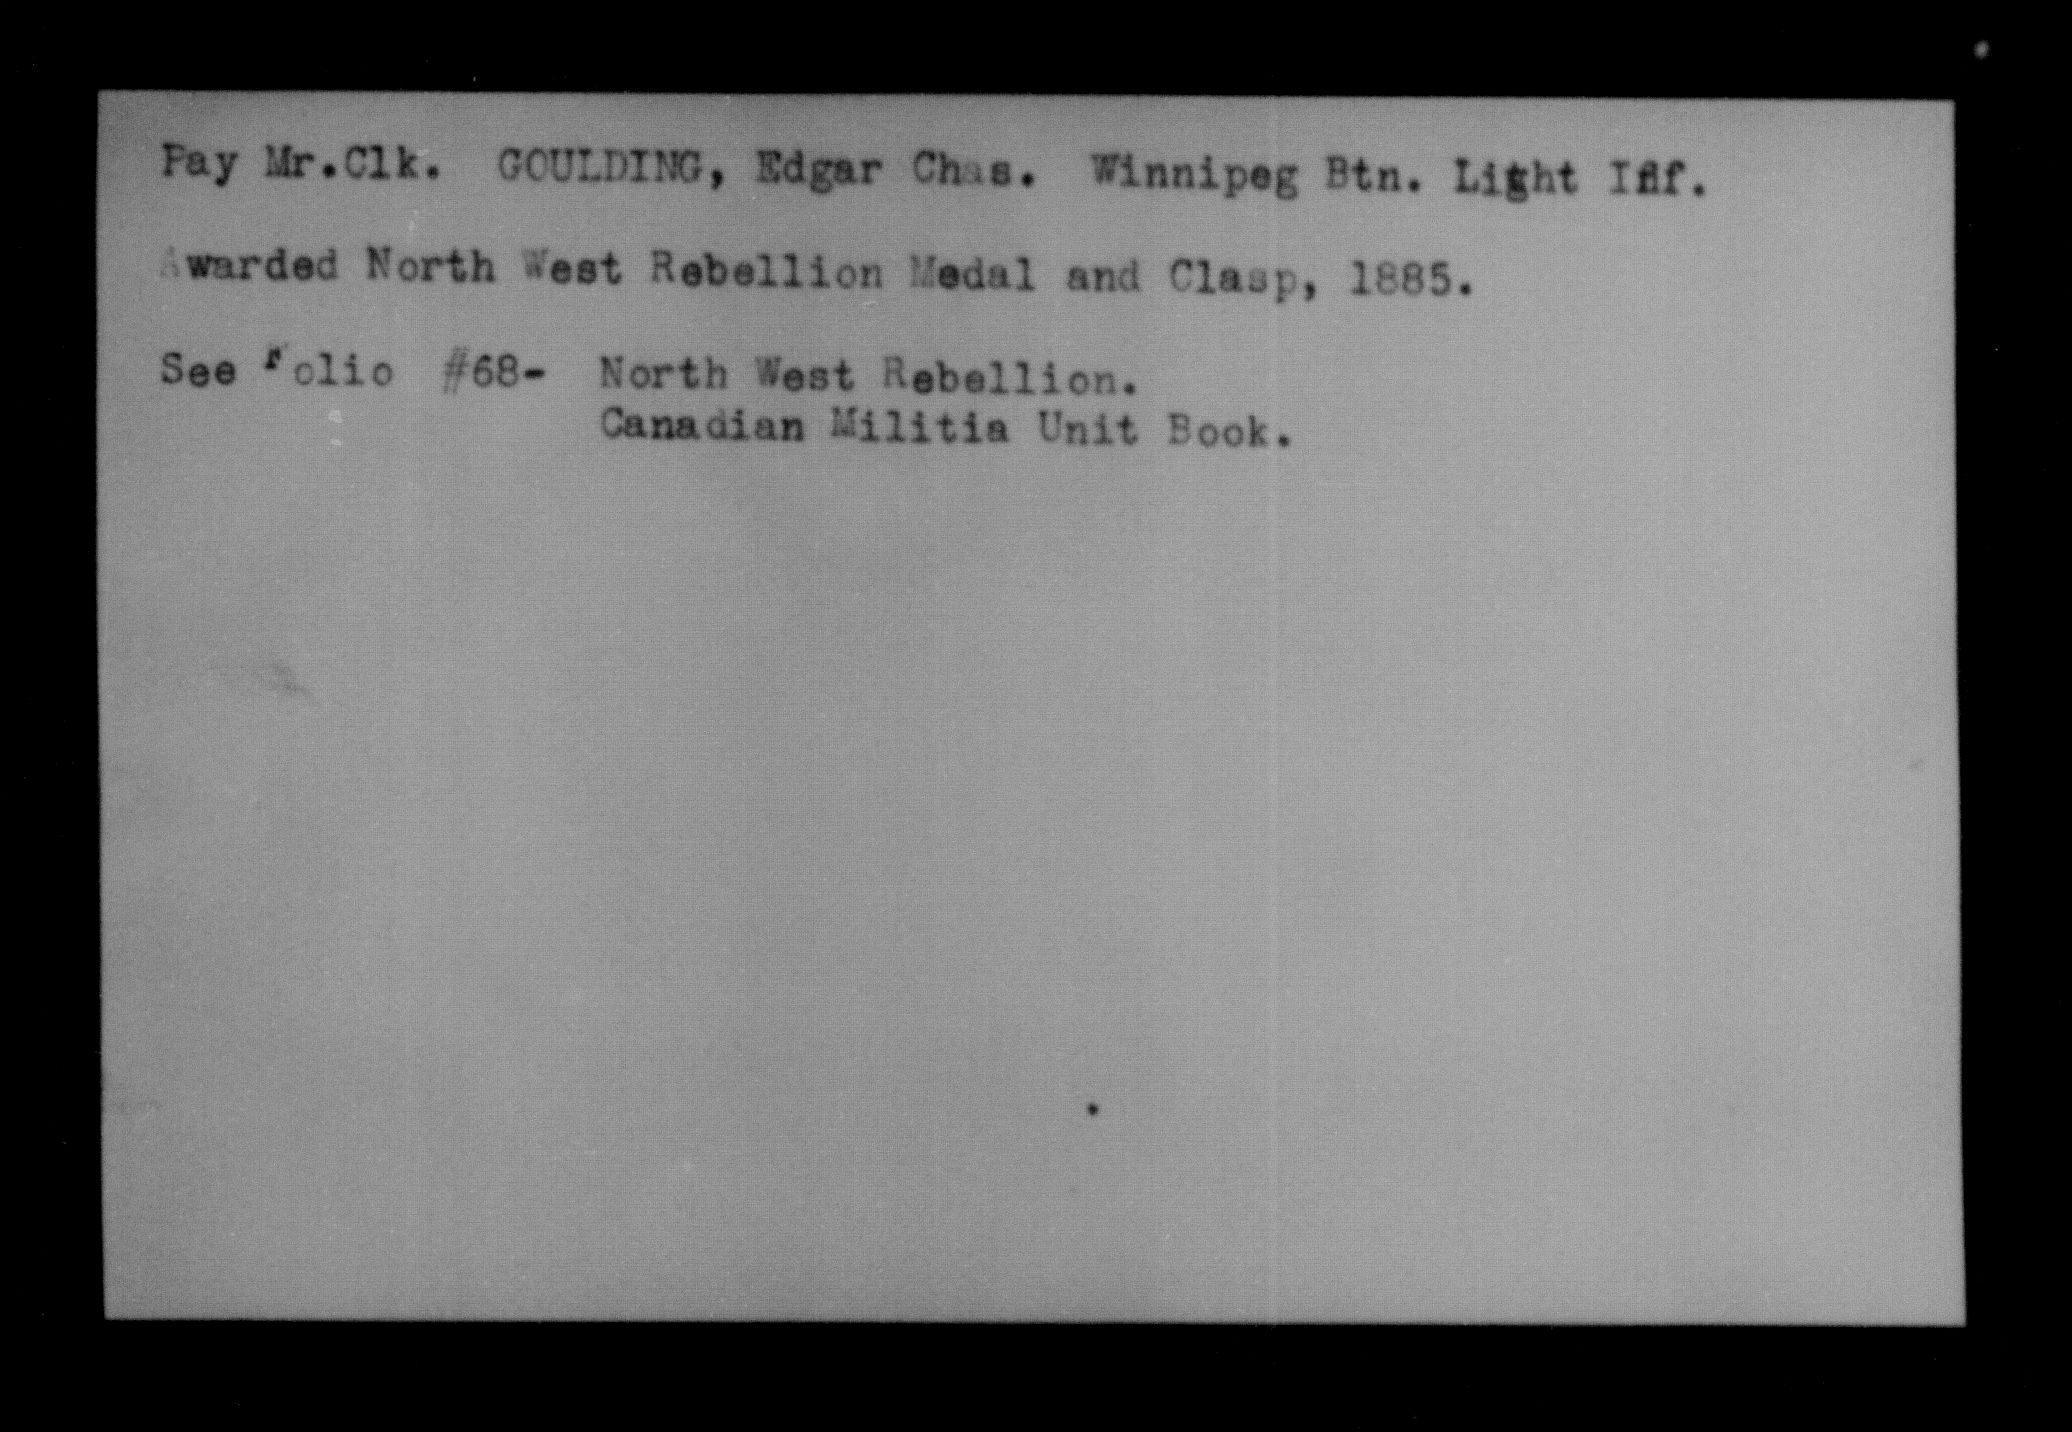 Pay Mr.Clk. GOULDING, Edgar Chas. Winnipeg Btn. Light Inf.
Awarded North West Rebellion Medal and Clasp, 1885.
See Folio #68- North West Rebellion.
Canadian Militia Unit Book.